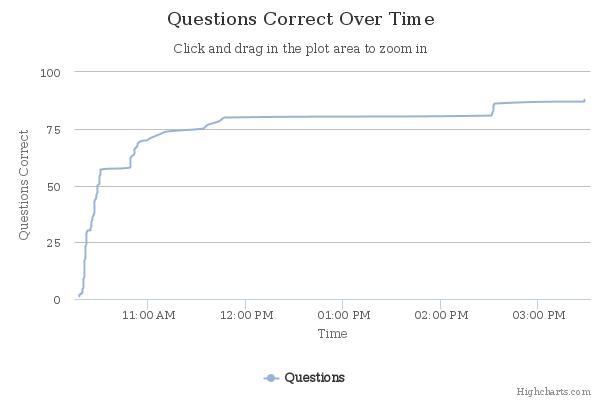 Questions Correct Over Time
Click and drag in the plot area to zoom in
100
75
50
25
0
Questions Correct
11:00 AM 12:00 PM 01:00 PM 02:00 PM 03:00 PM
Time
Questions
Highcharts.com